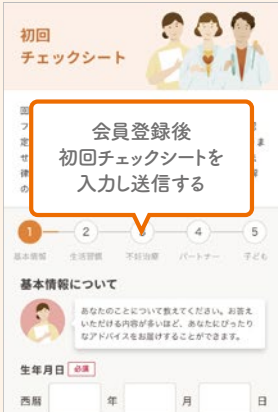 初回
チェックシート
会員登録後
初回チェックシートを
入力し送信する
1
2
4
5
基本情報
生活習慣
不妊治療
パートナー
子ども
基本情報について
あなたのことについて教えてください。お答え
いただける内容が多いほど、あなたにぴったり
なアドバイスをお届けすることができます。
生年月日 必須
西暦 年 月 日